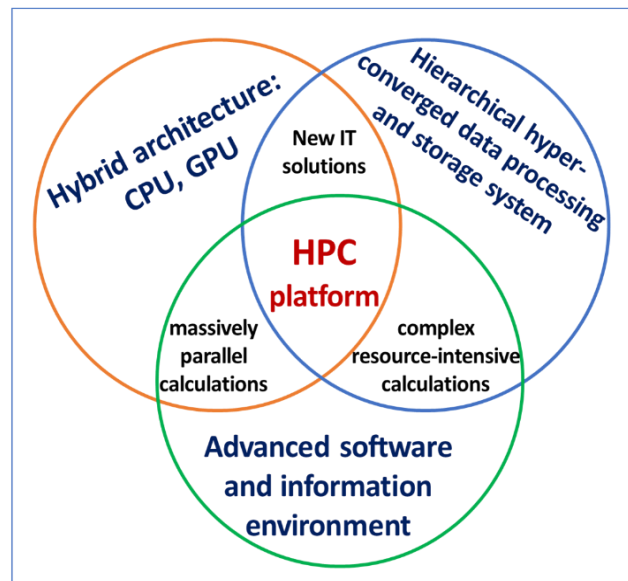 Hybrid architecture:
CPU, GPU
Hierarchical hyper-
converged data processing
and storage system
New IT
solutions
HPC
platform
massively
parallel
calculations
complex
resource-intensive
calculations
Advanced software
and information
environment